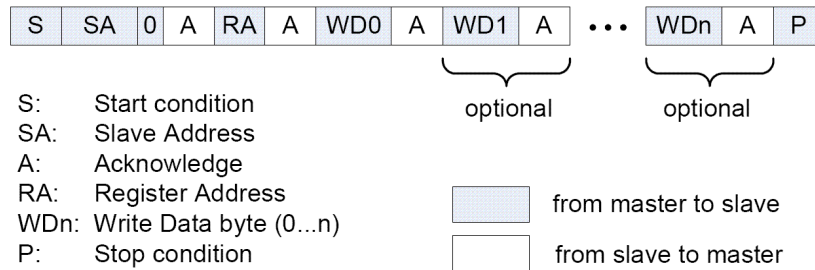 S SA 0 A RA A WD0 A WD1 A ••• WDn A P
optional optional
S: Start condition
SA: Slave Address
A: Acknowledge
RA: Register Address
WDn: Write Data byte (0...n)
P: Stop condition
from master to slave
from slave to master